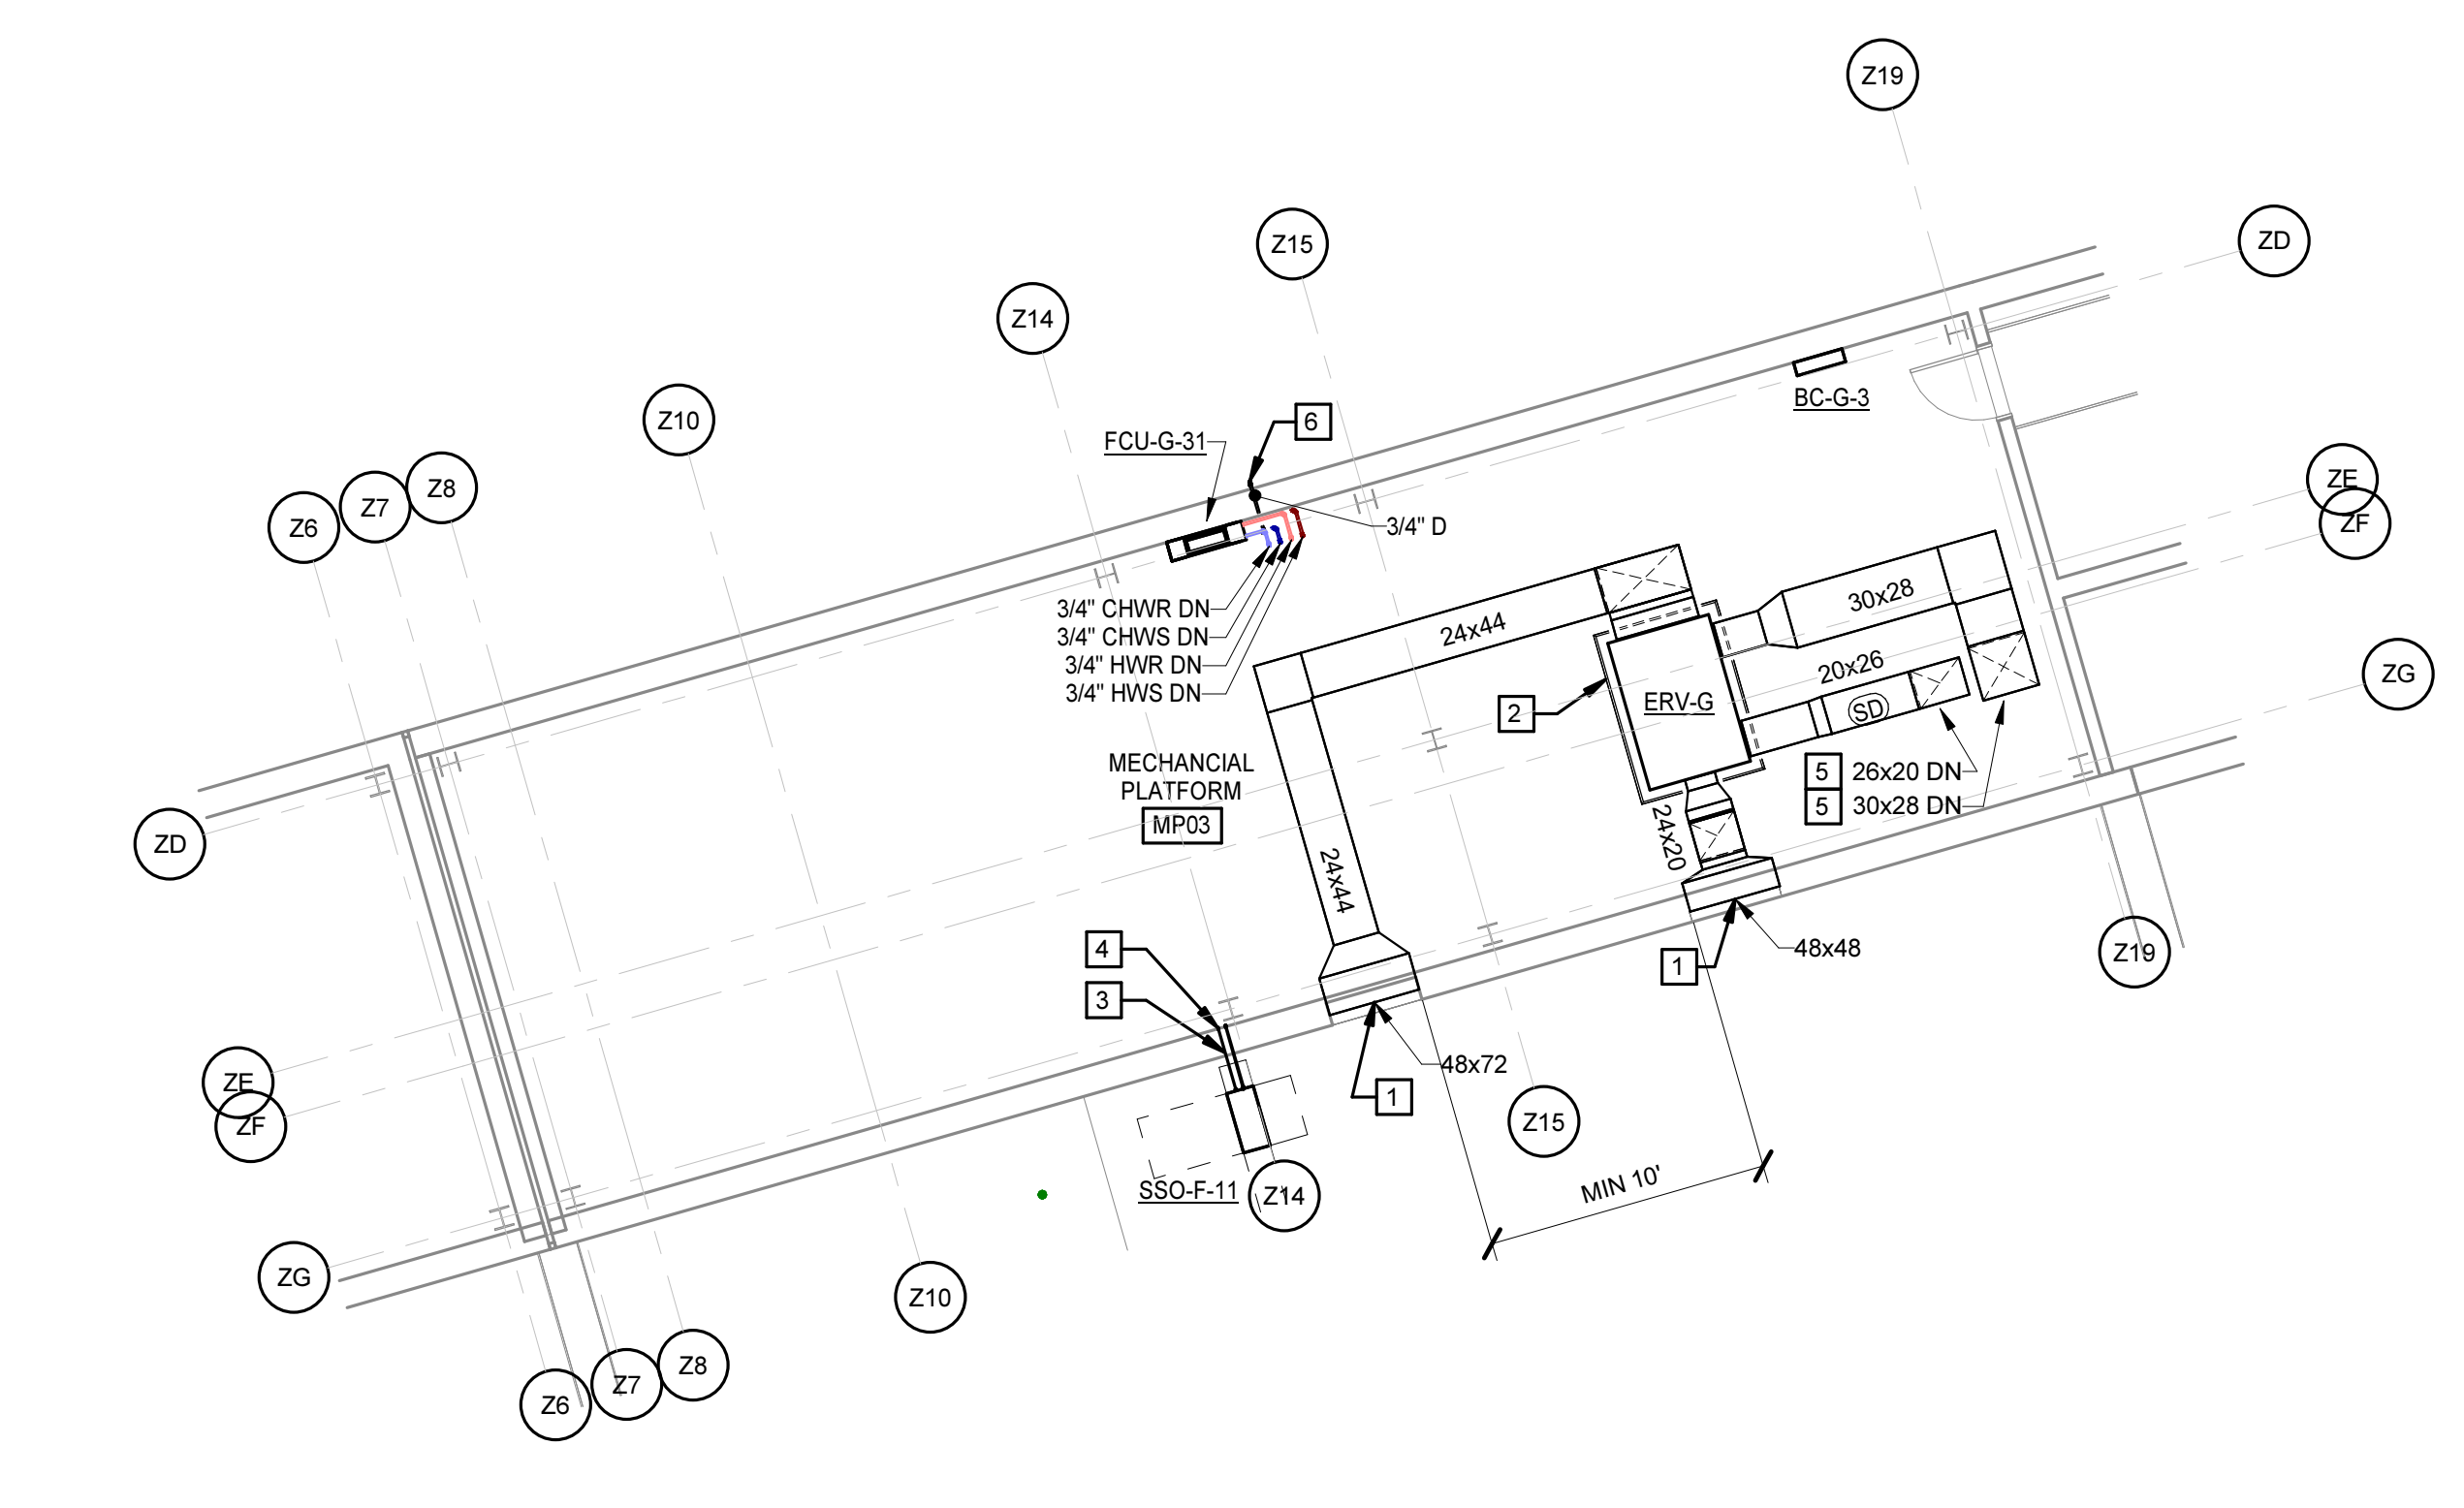 Z19
Z15
ZD
Z14
Z10
BC-G-3
6
FCU-G-31
Z8
Z7
Z6
ZE
ZF
3/4" D
3/4" CHWR DN
3/4" CHWS DN
3/4" HWR DN
3/4" HWS DN
24x44
30x28
20x26
ZG
2
ERV-G
SD
MECHANCIAL
PLATFORM
MP03
5 26x20 DN
5 30x28 DN
24x20
24x44
ZD
4
3
1
48x48
Z19
48x72
1
ZE
ZF
Z15
MIN 10'
SSO-F-11
Z14
ZG
Z10
Z8
Z7
Z6